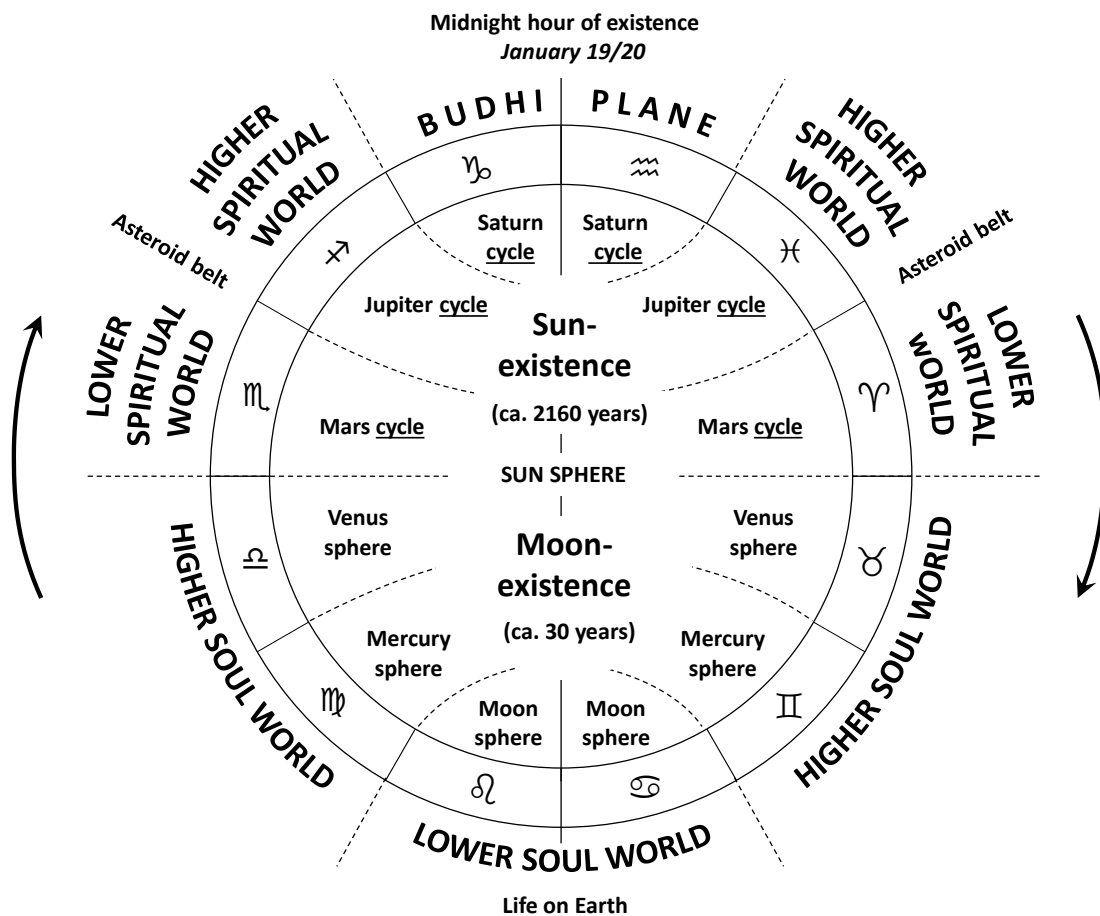 Midnight hour of existence
January 19/20
BUDHI PLANE
HIGHER
SPIRITUAL
WORLD
HIGHER
SPIRITUAL
WORLD
Asteroid belt
Asteroid belt
♑ ♒
Saturn
cycle
Saturn
cycle
♐ ♓
Jupiter cycle
Jupiter cycle
LOWER
SPIRITUAL
WORLD
LOWER
SPIRITUAL
WORLD
Sun-
existence
(ca. 2160 years)
♏ ♈
Mars cycle
Mars cycle
SUN SPHERE
Venus
sphere
Venus
sphere
♎ ♉
Moon-
existence
(ca. 30 years)
HIGHER SOUL WORLD
HIGHER SOUL WORLD
Mercury
sphere
Mercury
sphere
♍ ♊
Moon
sphere
Moon
sphere
♌ ♋
LOWER SOUL WORLD
Life on Earth